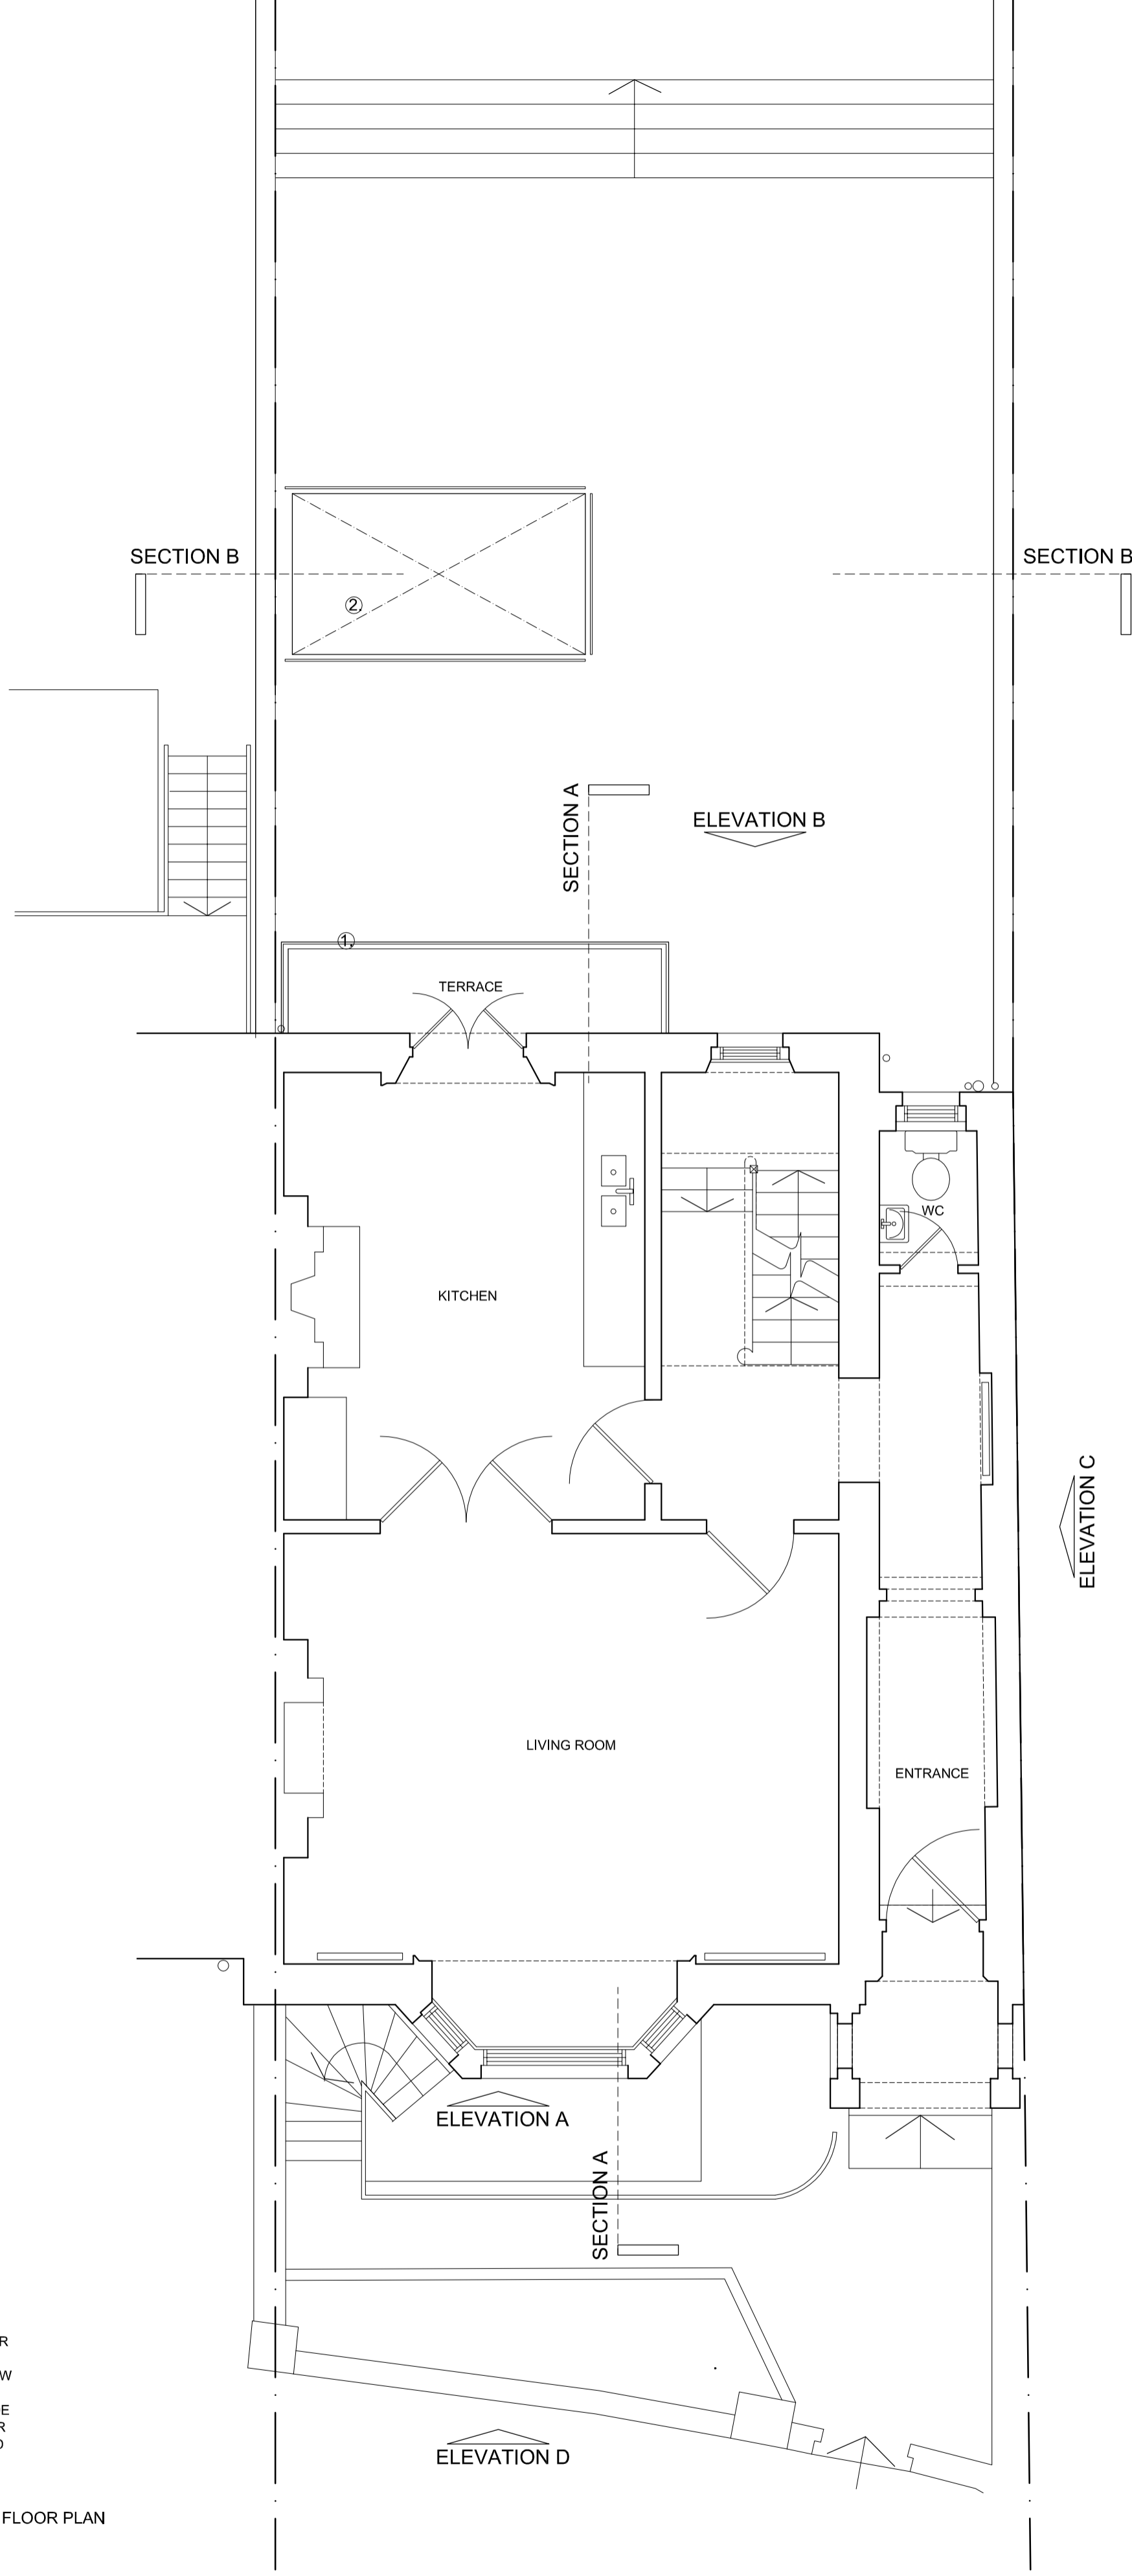 SECTION B
SECTION B
2.
SECTION A
ELEVATION B
1.
TERRACE
WC
KITCHEN
ELEVATION C
LIVING ROOM
ENTRANCE
ELEVATION A
SECTION A
ELEVATION D
FLOOR PLAN